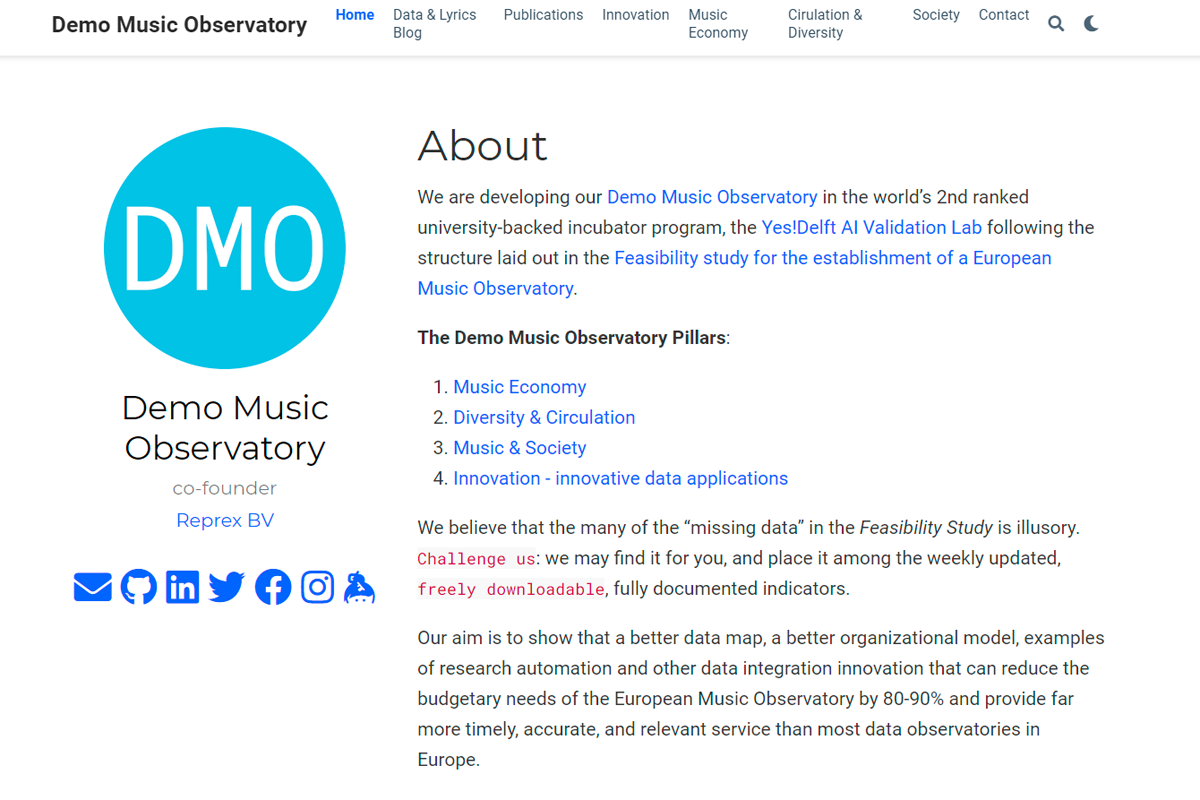 Demo Music Observatory
Home
Data & Lyrics
Blog
Publications
Innovation
Music
Economy
Cirulation &
Diversity
Society
Contact
DMO
Demo Music
Observatory
co-founder
Reprex BV
About
We are developing our Demo Music Observatory in the world’s 2nd ranked
university-backed incubator program, the Yes!Delft AI Validation Lab following the
structure laid out in the Feasibility study for the establishment of a European
Music Observatory.
The Demo Music Observatory Pillars:
1. Music Economy
2. Diversity & Circulation
3. Music & Society
4. Innovation - innovative data applications
We believe that the many of the “missing data” in the Feasibility Study is illusory.
Challenge us: we may find it for you, and place it among the weekly updated,
freely downloadable, fully documented indicators.
Our aim is to show that a better data map, a better organizational model, examples
of research automation and other data integration innovation that can reduce the
budgetary needs of the European Music Observatory by 80-90% and provide far
more timely, accurate, and relevant service than most data observatories in
Europe.